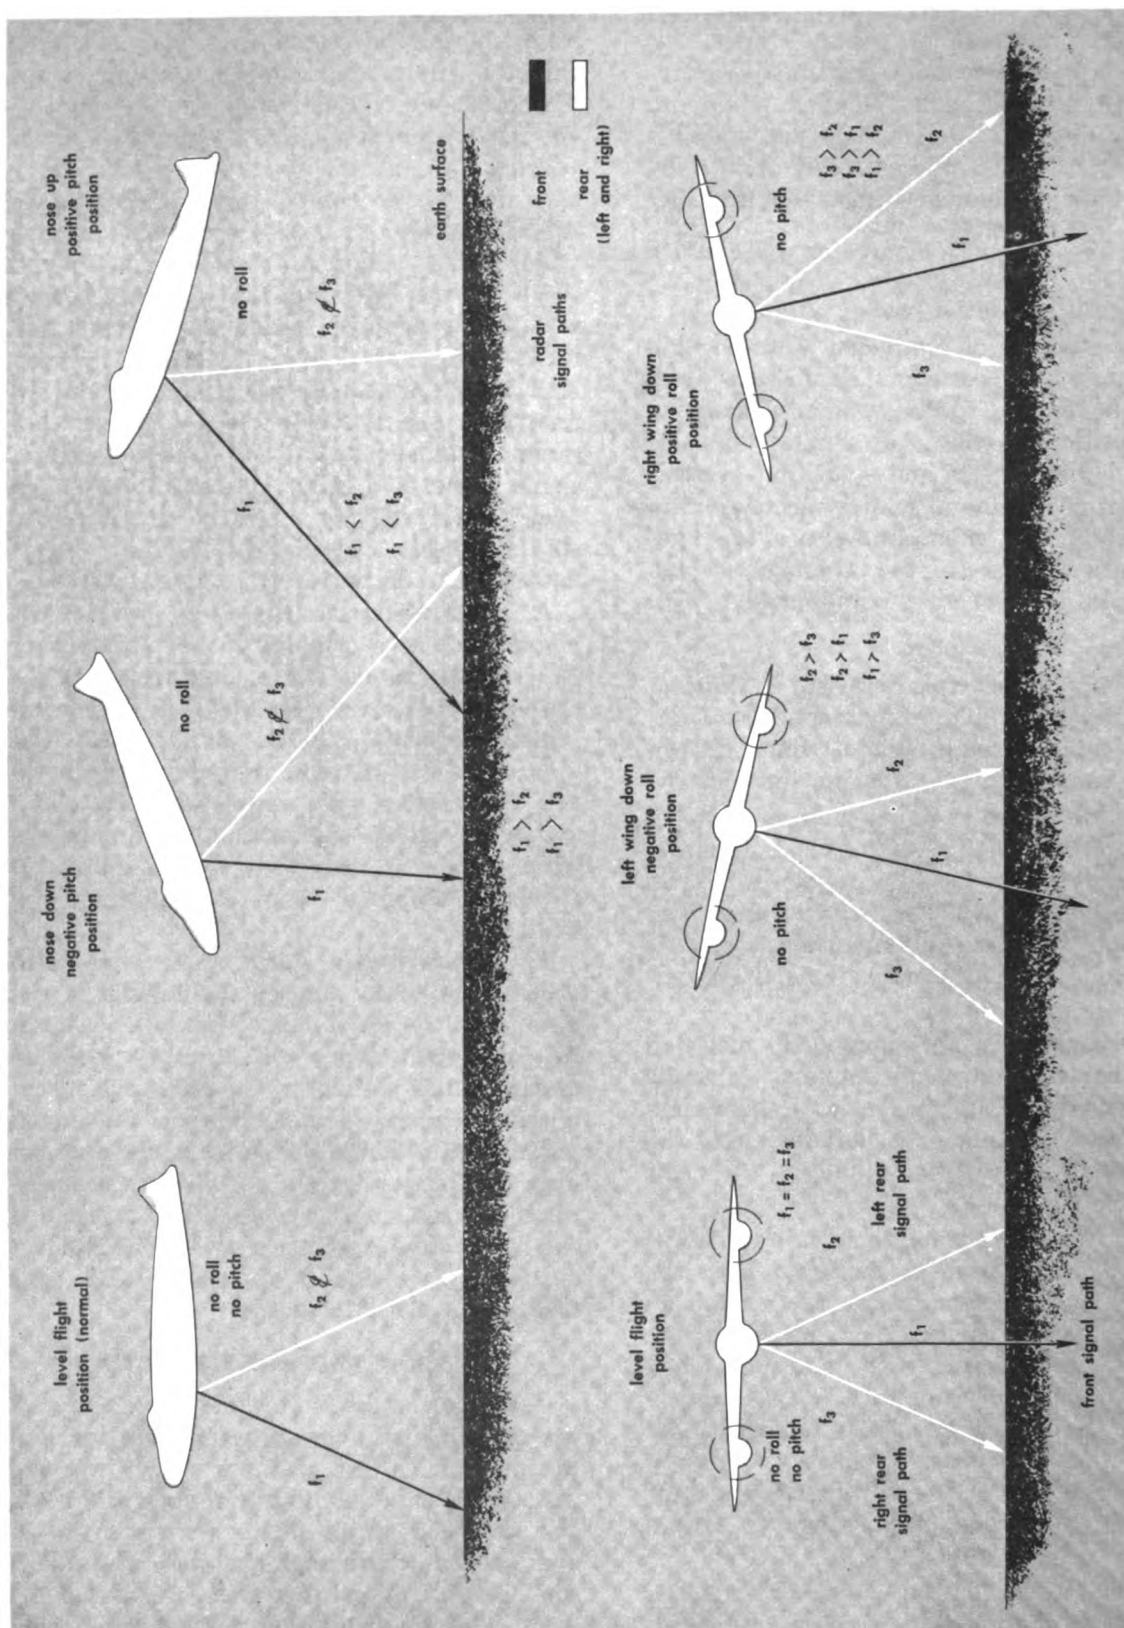 level flight
position (normal)
no roll
no pitch
f₁
f₂ & f₃
nose down
negative pitch
position
no roll
f₁
f₂ & f₃
f₁ > f₂
f₁ > f₃
nose up
positive pitch
position
no roll
f₁
f₂ & f₃
f₁ < f₂
f₁ < f₃
earth surface
radar
signal paths
front
rear
(left and right)
level flight
position
no roll
no pitch
f₁ = f₂ = f₃
f₃
f₁
f₂
right rear
signal path
left rear
signal path
front signal path
left wing down
negative roll
position
no pitch
f₂ > f₃
f₂ > f₁
f₁ > f₃
f₃
f₁
f₂
right wing down
positive roll
position
no pitch
f₃ > f₂
f₃ > f₁
f₁ > f₂
f₃
f₁
f₂